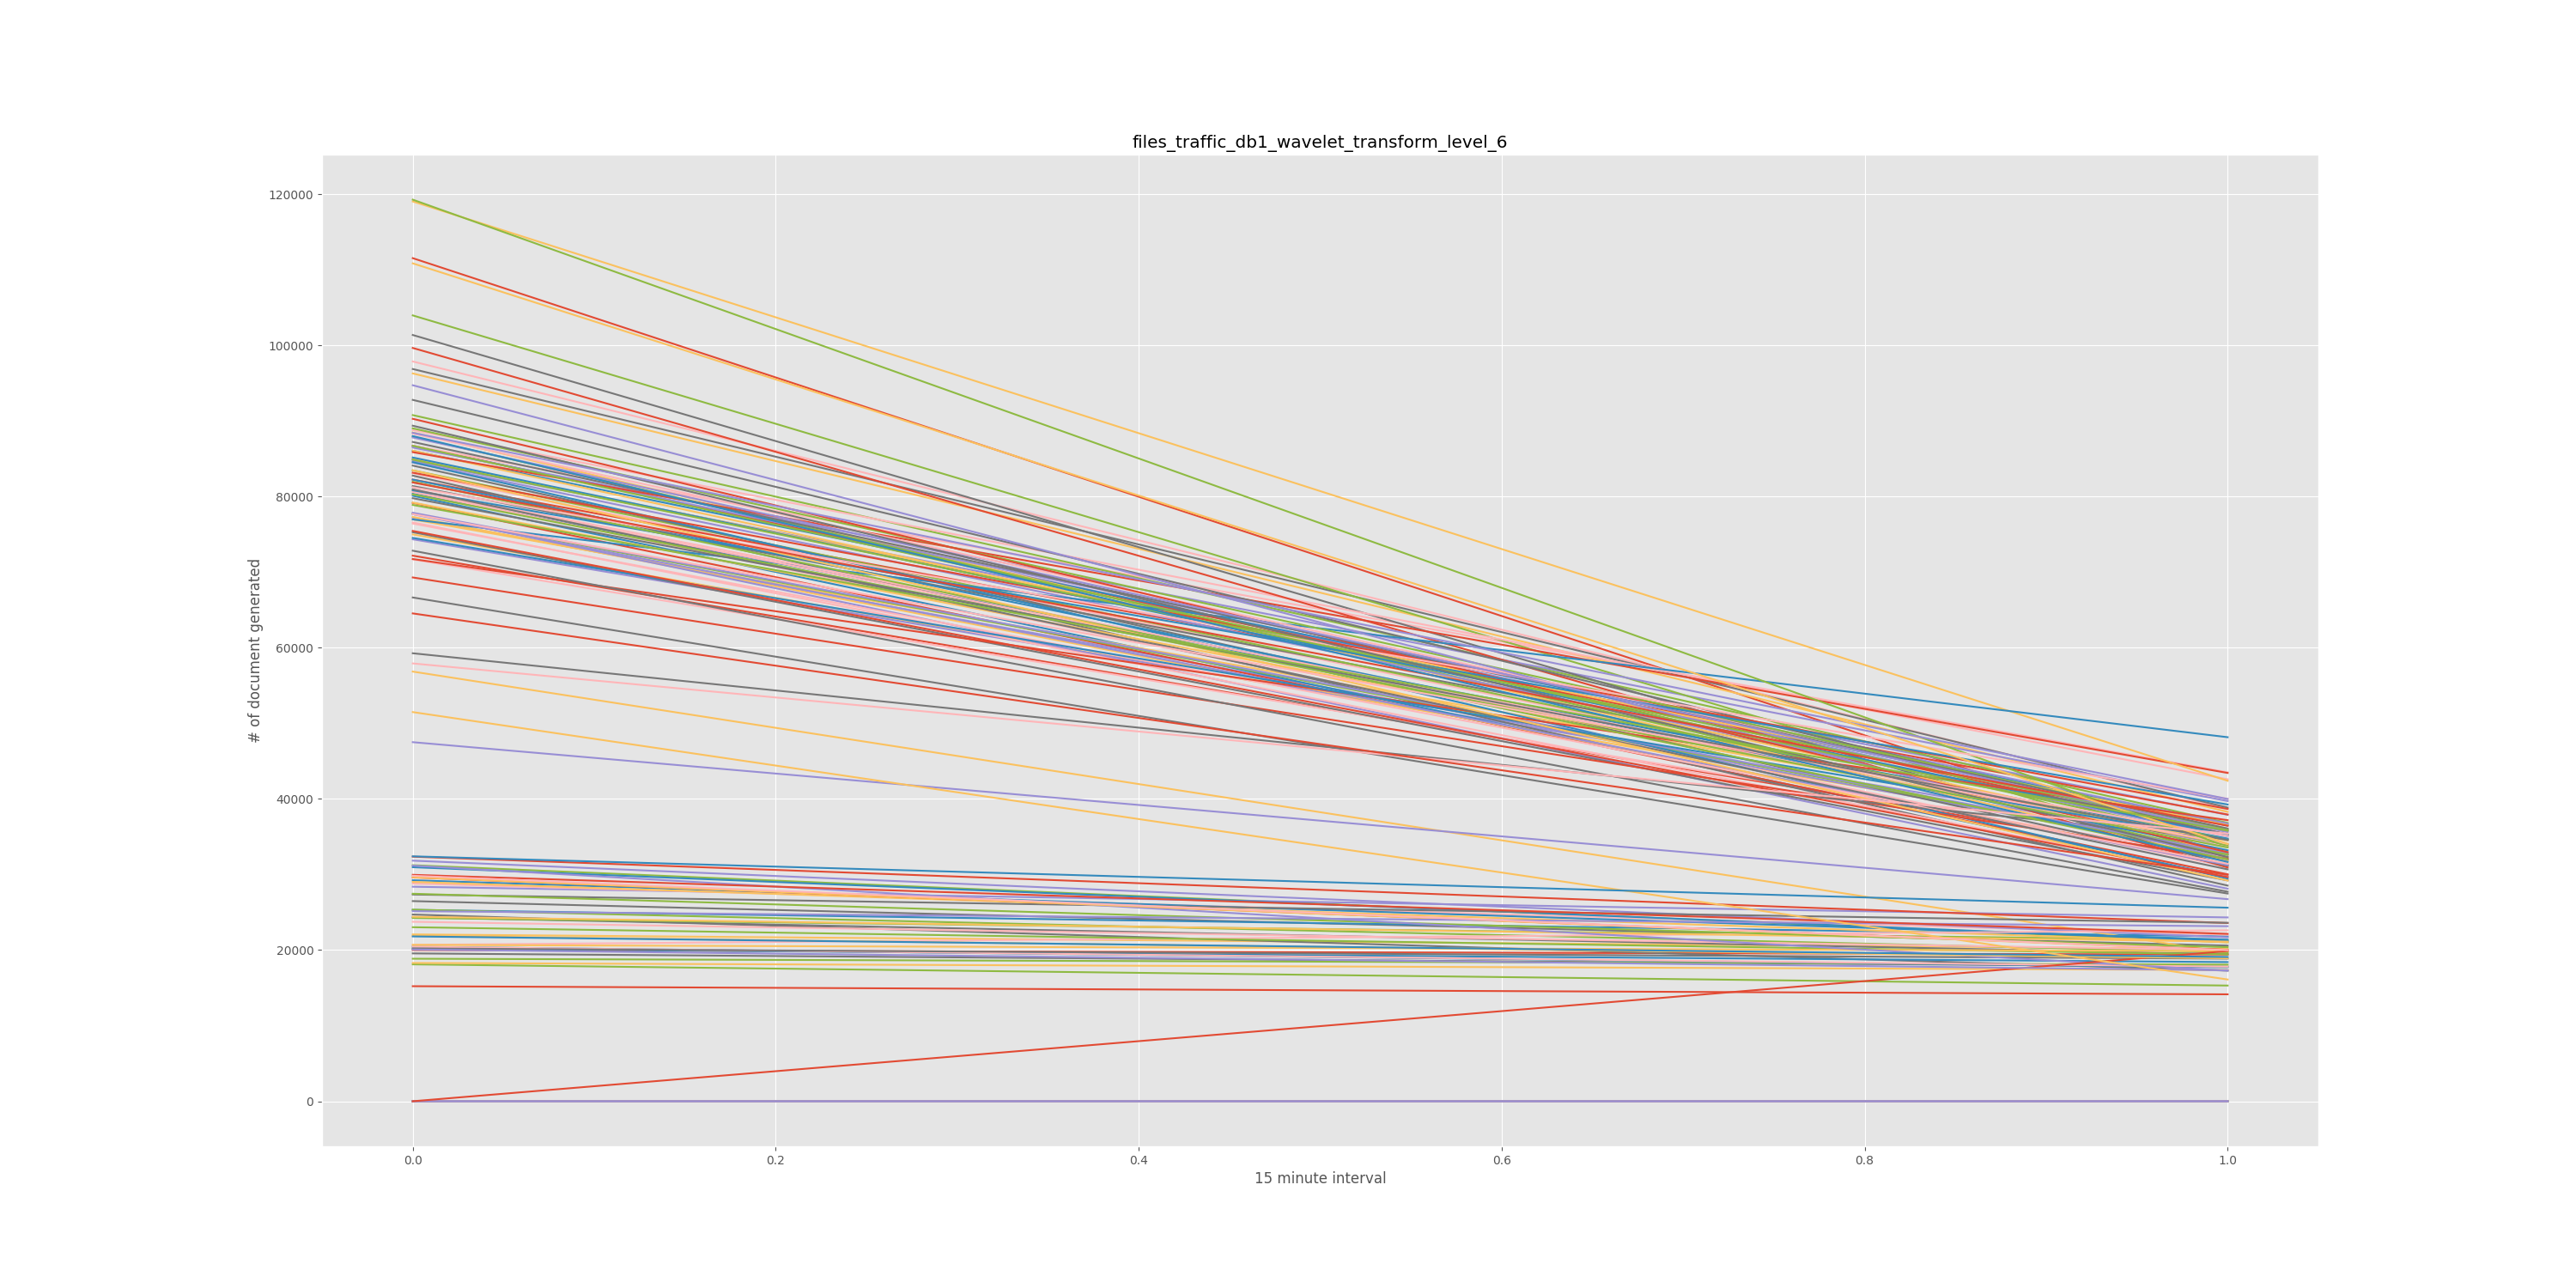 files_traffic_db1_wavelet_transform_level_6
120000
100000
80000
60000
40000
20000
0
# of document generated
0.0 0.2 0.4 0.6 0.8 1.0
15 minute interval